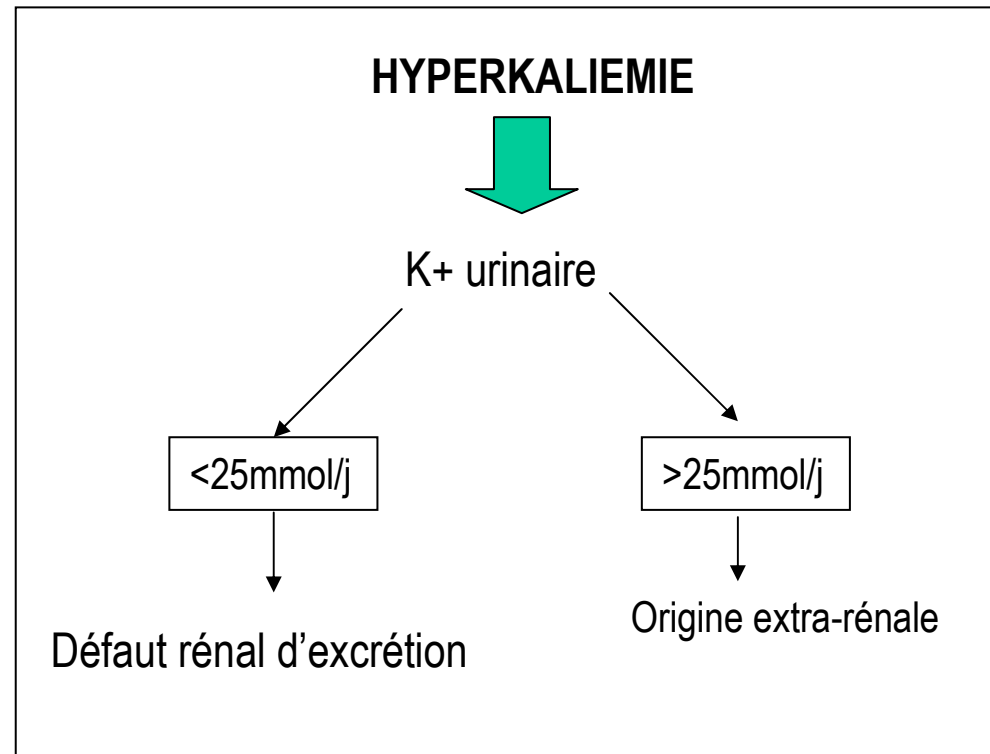 HYPERKALIEMIE
K+ urinaire
<25mmol/j
>25mmol/j
Défaut rénal d’excrétion
Origine extra-rénale